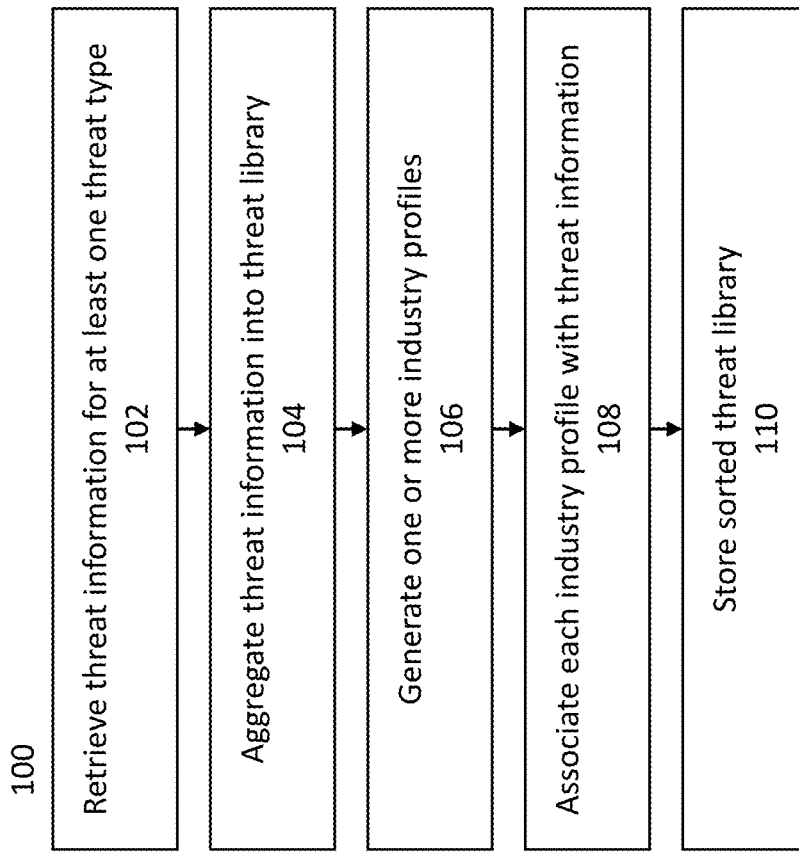 100
Retrieve threat information for at least one threat type
102
Aggregate threat information into threat library
104
Generate one or more industry profiles
106
Associate each industry profile with threat information
108
Store sorted threat library
110